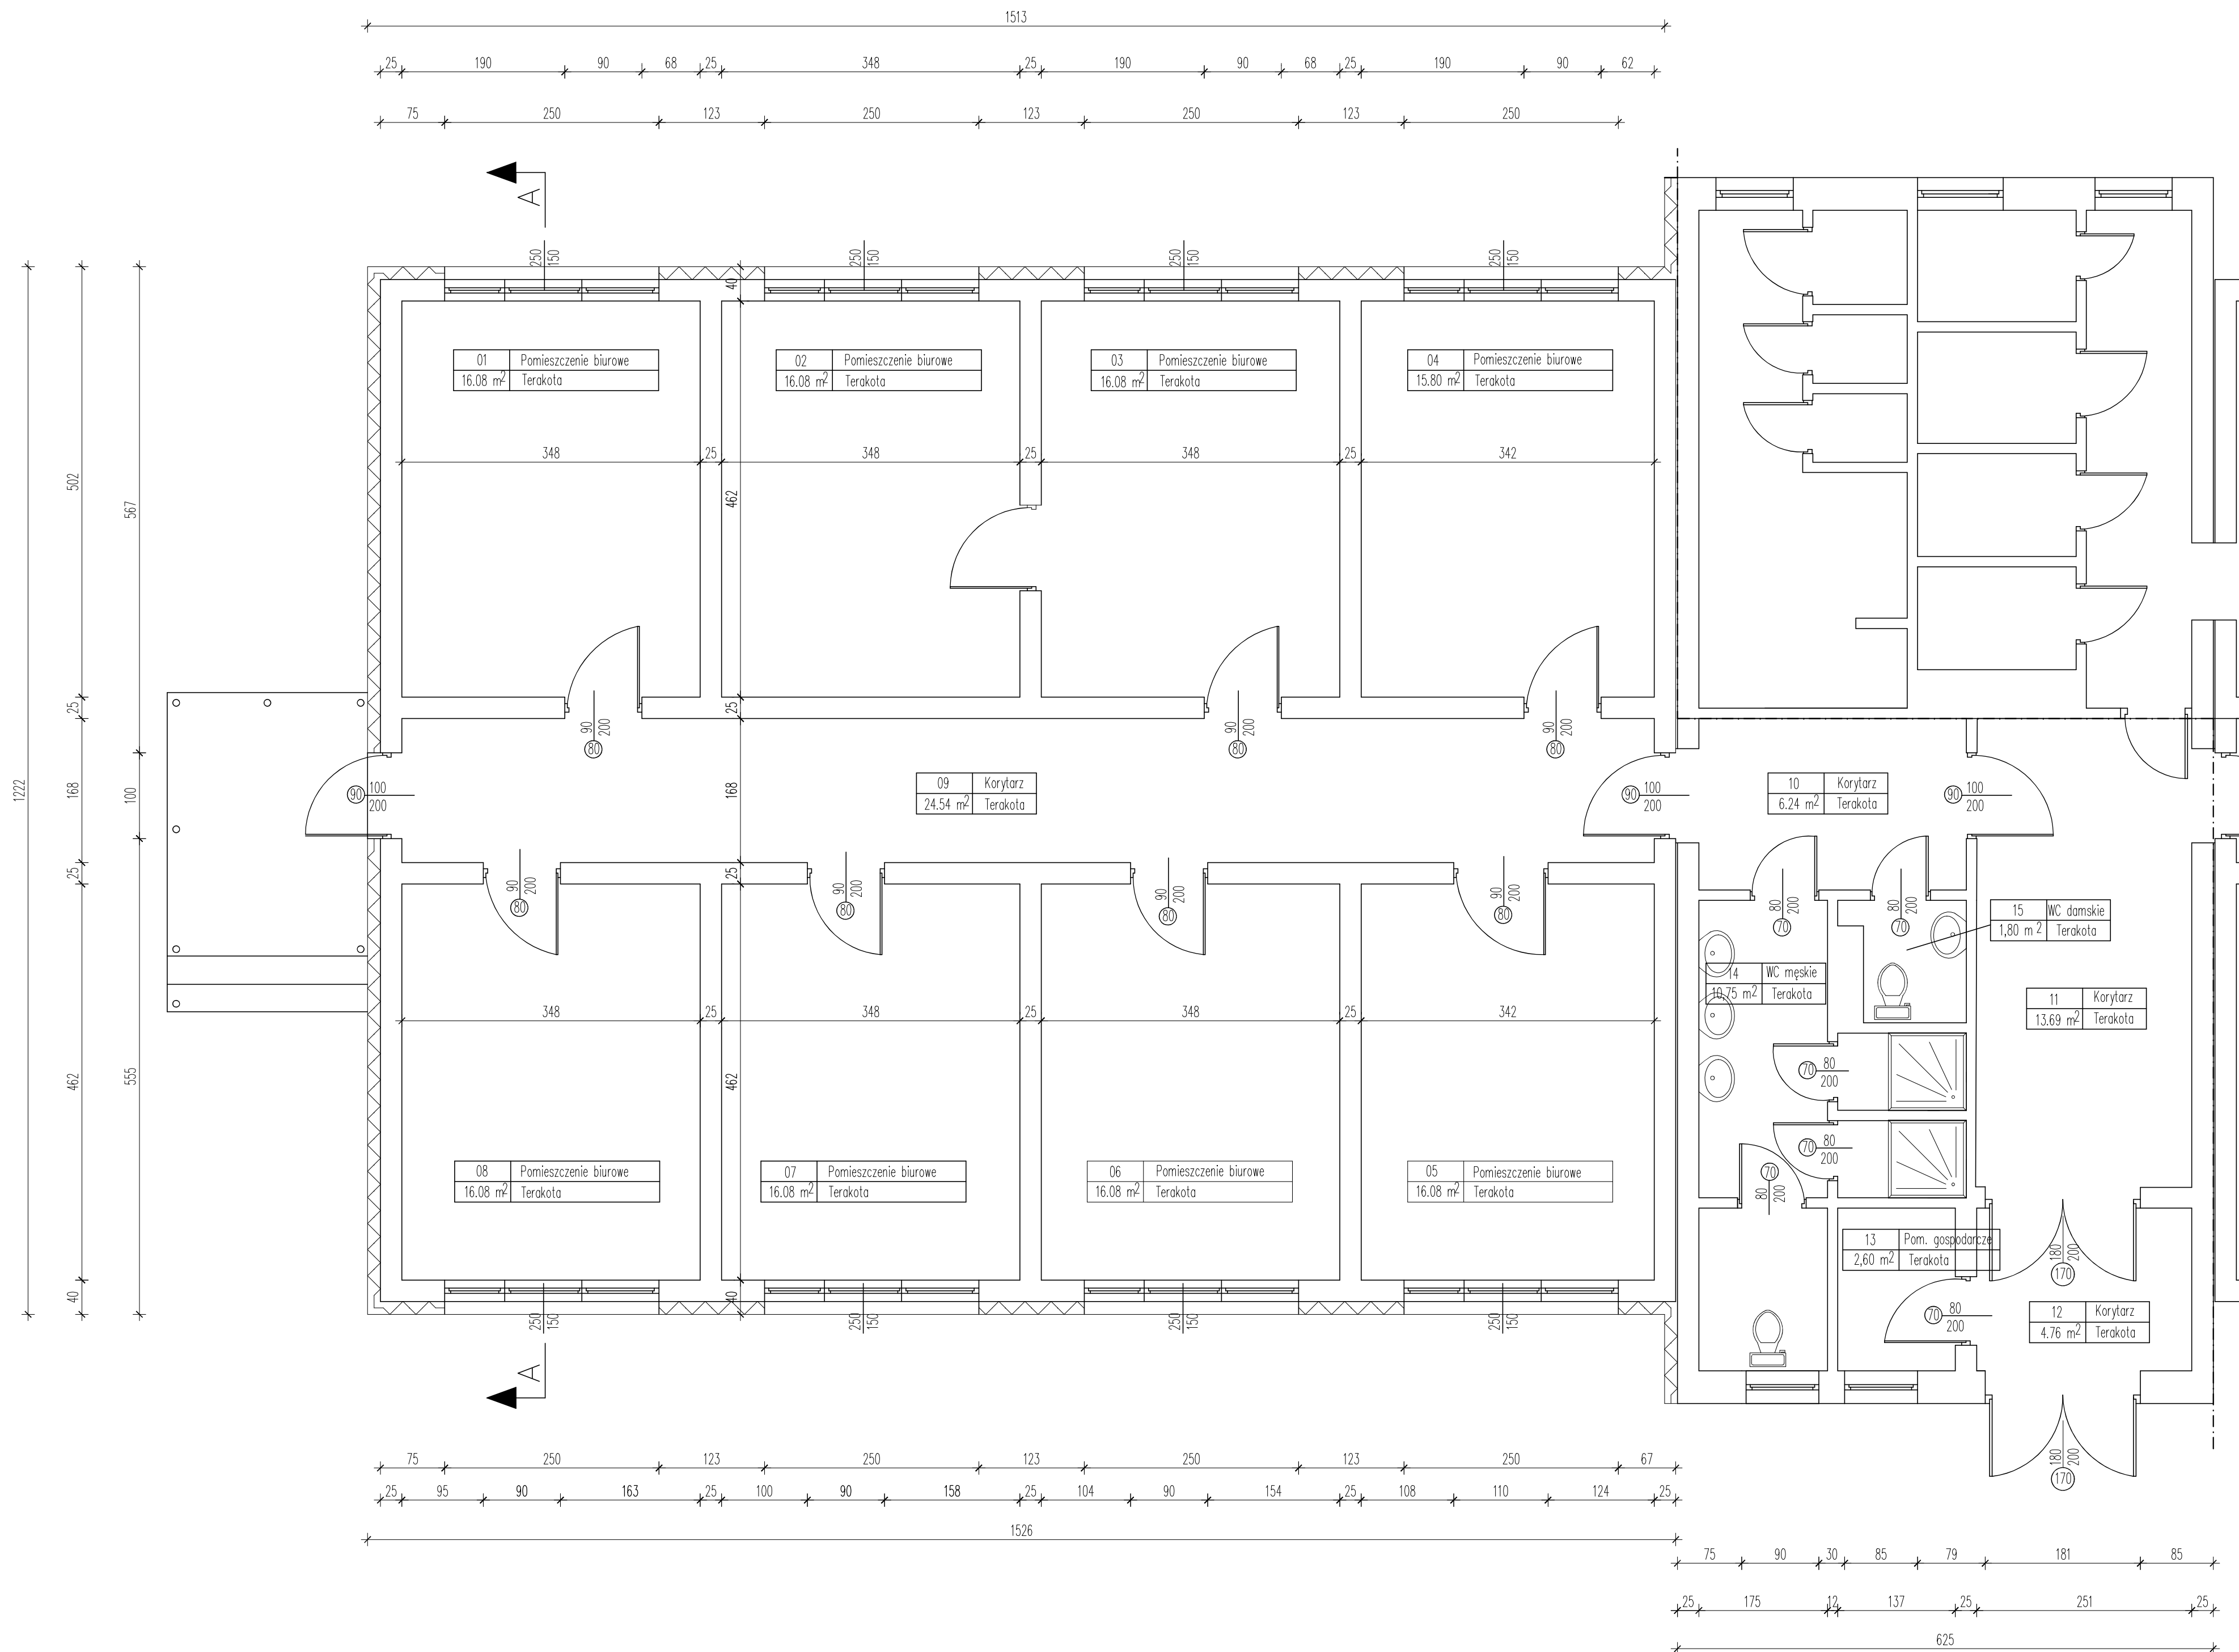 1513
25 190 90 68 25 348 25 190 90 68 25 190 90 62
75 250 123 250 123 250 123 250
A
250 150 250 150 250 150 250 150
40
01 Pomieszczenie biurowe
16.08 m2 Terakota
02 Pomieszczenie biurowe
16.08 m2 Terakota
03 Pomieszczenie biurowe
16.08 m2 Terakota
04 Pomieszczenie biurowe
15.80 m2 Terakota
348 25 348 25 348 25 342
462
1222
502 25 168 25 462 40
567 100 555
25
90 200 80
90 200 80
90 200 80
90 100 200
09 Korytarz
24.54 m2 Terakota
168
90 100 200
10 Korytarz
6.24 m2 Terakota
90 100 200
25
90 200 80
90 200 80
90 200 80
90 200 80
80 200 70
80 200 70
15 WC damskie
1,80 m2 Terakota
14 WC męskie
10,75 m2 Terakota
11 Korytarz
13.69 m2 Terakota
348 25 348 25 348 25 342
462
70 80 200
70 80 200
70 80 200
08 Pomieszczenie biurowe
16.08 m2 Terakota
07 Pomieszczenie biurowe
16.08 m2 Terakota
06 Pomieszczenie biurowe
16.08 m2 Terakota
05 Pomieszczenie biurowe
16.08 m2 Terakota
13 Pom. gospodarcze
2,60 m2 Terakota
180 200 170
70 80 200
12 Korytarz
4.76 m2 Terakota
40
250 150 250 150 250 150 250 150
A
180 200 170
75 250 123 250 123 250 123 250 67
25 95 90 163 25 100 90 158 25 104 90 154 25 108 110 124 25
1526
75 90 30 85 79 181 85
25 175 12 137 25 251 25
625